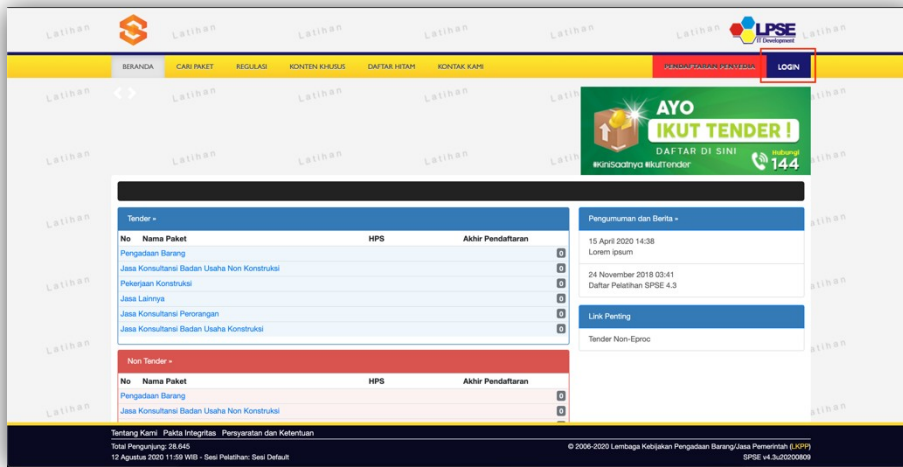 Latihan Latihan Latihan Latihan Latihan Latihan Latihan
LPSE
IT Development
BERANDA CARI PAKET REGULASI KONTEN KHUSUS DAFTAR HITAM KONTAK KAMI PENDAFTARAN PENYEDIA LOGIN
AYO
IKUT TENDER !
DAFTAR DI SINI
#KiniSaatnya #IkutTender
Hubungi
144
Tender »
No Nama Paket HPS Akhir Pendaftaran
Pengadaan Barang 0
Jasa Konsultansi Badan Usaha Non Konstruksi 0
Pekerjaan Konstruksi 0
Jasa Lainnya 0
Jasa Konsultansi Perorangan 0
Jasa Konsultansi Badan Usaha Konstruksi 0
Pengumuman dan Berita »
15 April 2020 14:38
Lorem ipsum
24 November 2018 03:41
Daftar Pelatihan SPSE 4.3
Link Penting
Tender Non-Eproc
Non Tender »
No Nama Paket HPS Akhir Pendaftaran
Pengadaan Barang 0
Jasa Konsultansi Badan Usaha Non Konstruksi 0
Tentang Kami Pakta Integritas Persyaratan dan Ketentuan
Total Pengunjung: 28.645
12 Agustus 2020 11:59 WIB - Sesi Pelatihan: Sesi Default
© 2006-2020 Lembaga Kebijakan Pengadaan Barang/Jasa Pemerintah (LKPP)
SPSE v4.3u20200809